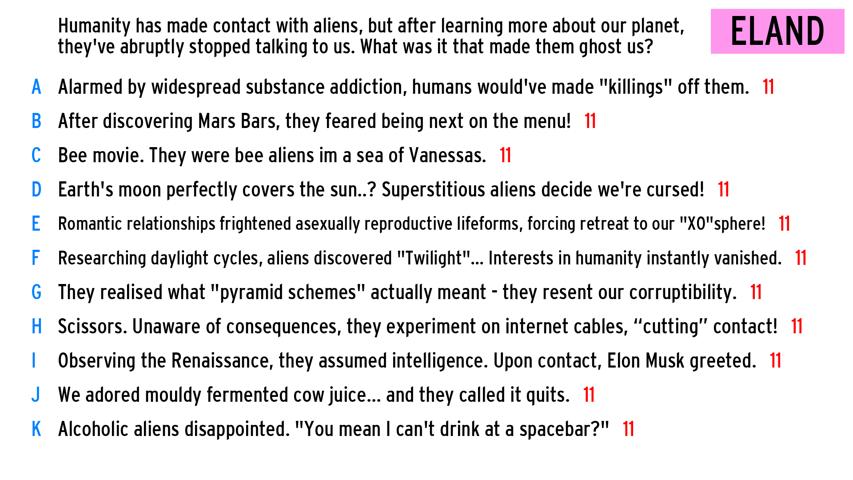 Humanity has made contact with aliens, but after learning more about our planet,
they've abruptly stopped talking to us. What was it that made them ghost us?
ELAND
A Alarmed by widespread substance addiction, humans would've made "killings" off them. 11
B After discovering Mars Bars, they feared being next on the menu! 11
C Bee movie. They were bee aliens im a sea of Vanessas. 11
D Earth's moon perfectly covers the sun..? Superstitious aliens decide we're cursed! 11
E Romantic relationships frightened asexually reproductive lifeforms, forcing retreat to our "XO"sphere! 11
F Researching daylight cycles, aliens discovered "Twilight"... Interests in humanity instantly vanished. 11
G They realised what "pyramid schemes" actually meant - they resent our corruptibility. 11
H Scissors. Unaware of consequences, they experiment on internet cables, “cutting” contact! 11
I Observing the Renaissance, they assumed intelligence. Upon contact, Elon Musk greeted. 11
J We adored mouldy fermented cow juice... and they called it quits. 11
K Alcoholic aliens disappointed. "You mean I can't drink at a spacebar?" 11